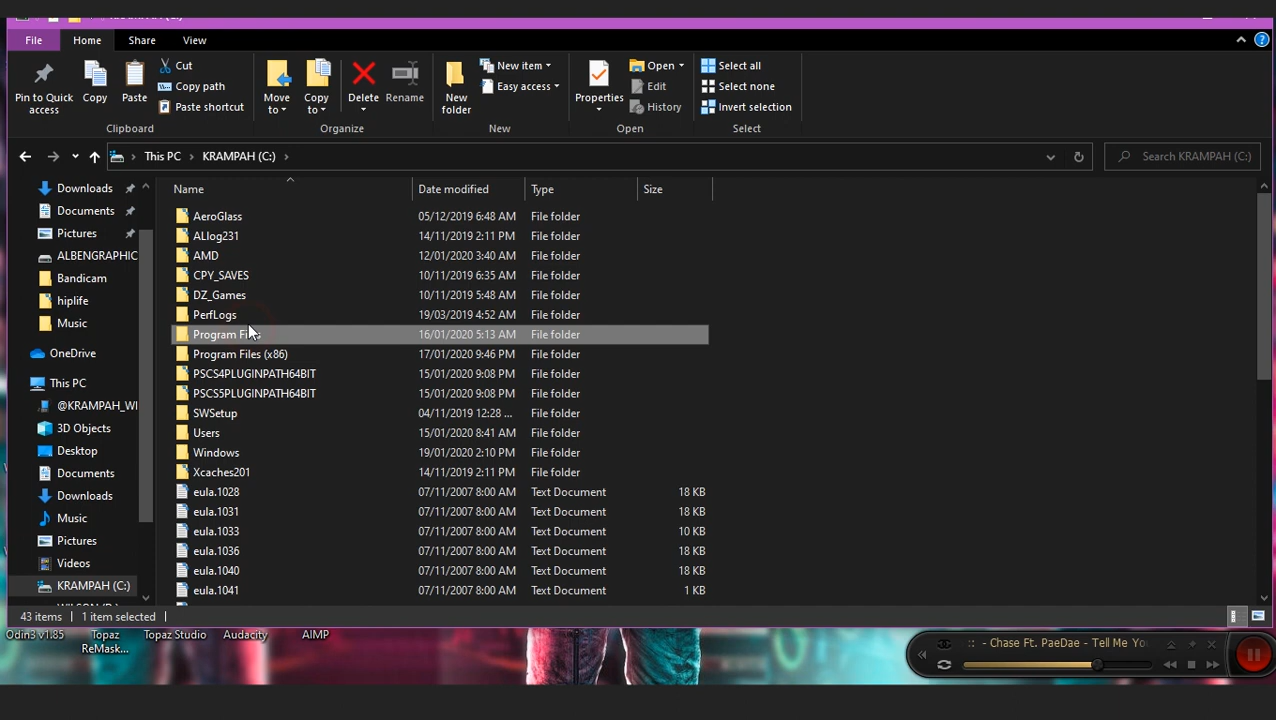 File Home Share View
Pin to Quick access
Copy
Paste
Cut
Copy path
Paste shortcut
Clipboard
Move to
Copy to
Delete
Rename
Organize
New folder
New item
Easy access
New
Properties
Open
Edit
History
Open
Select all
Select none
Invert selection
Select
This PC > KRAMPAH (C:) >
Search KRAMPAH (C:)
Downloads
Documents
Pictures
ALBENGRAPHIC
Bandicam
hiplife
Music
OneDrive
This PC
@KRAMPAH_WI
3D Objects
Desktop
Documents
Downloads
Music
Pictures
Videos
KRAMPAH (C:)
Name Date modified Type Size
AeroGlass 05/12/2019 6:48 AM File folder
ALlog231 14/11/2019 2:11 PM File folder
AMD 12/01/2020 3:40 AM File folder
CPY_SAVES 10/11/2019 6:35 AM File folder
DZ_Games 10/11/2019 5:48 AM File folder
PerfLogs 19/03/2019 4:52 AM File folder
Program Files 16/01/2020 5:13 AM File folder
Program Files (x86) 17/01/2020 9:46 PM File folder
PSCS4PLUGINPATH64BIT 15/01/2020 9:08 PM File folder
PSCS5PLUGINPATH64BIT 15/01/2020 9:08 PM File folder
SWSetup 04/11/2019 12:28 ... File folder
Users 15/01/2020 8:41 AM File folder
Windows 19/01/2020 2:10 PM File folder
Xcaches201 14/11/2019 2:11 PM File folder
eula.1028 07/11/2007 8:00 AM Text Document 18 KB
eula.1031 07/11/2007 8:00 AM Text Document 18 KB
eula.1033 07/11/2007 8:00 AM Text Document 10 KB
eula.1036 07/11/2007 8:00 AM Text Document 18 KB
eula.1040 07/11/2007 8:00 AM Text Document 18 KB
eula.1041 07/11/2007 8:00 AM Text Document 1 KB
43 items 1 item selected
Odin3 v1.85
Topaz ReMask...
Topaz Studio
Audacity
AIMP
:: - Chase Ft. PaeDae - Tell Me Yo